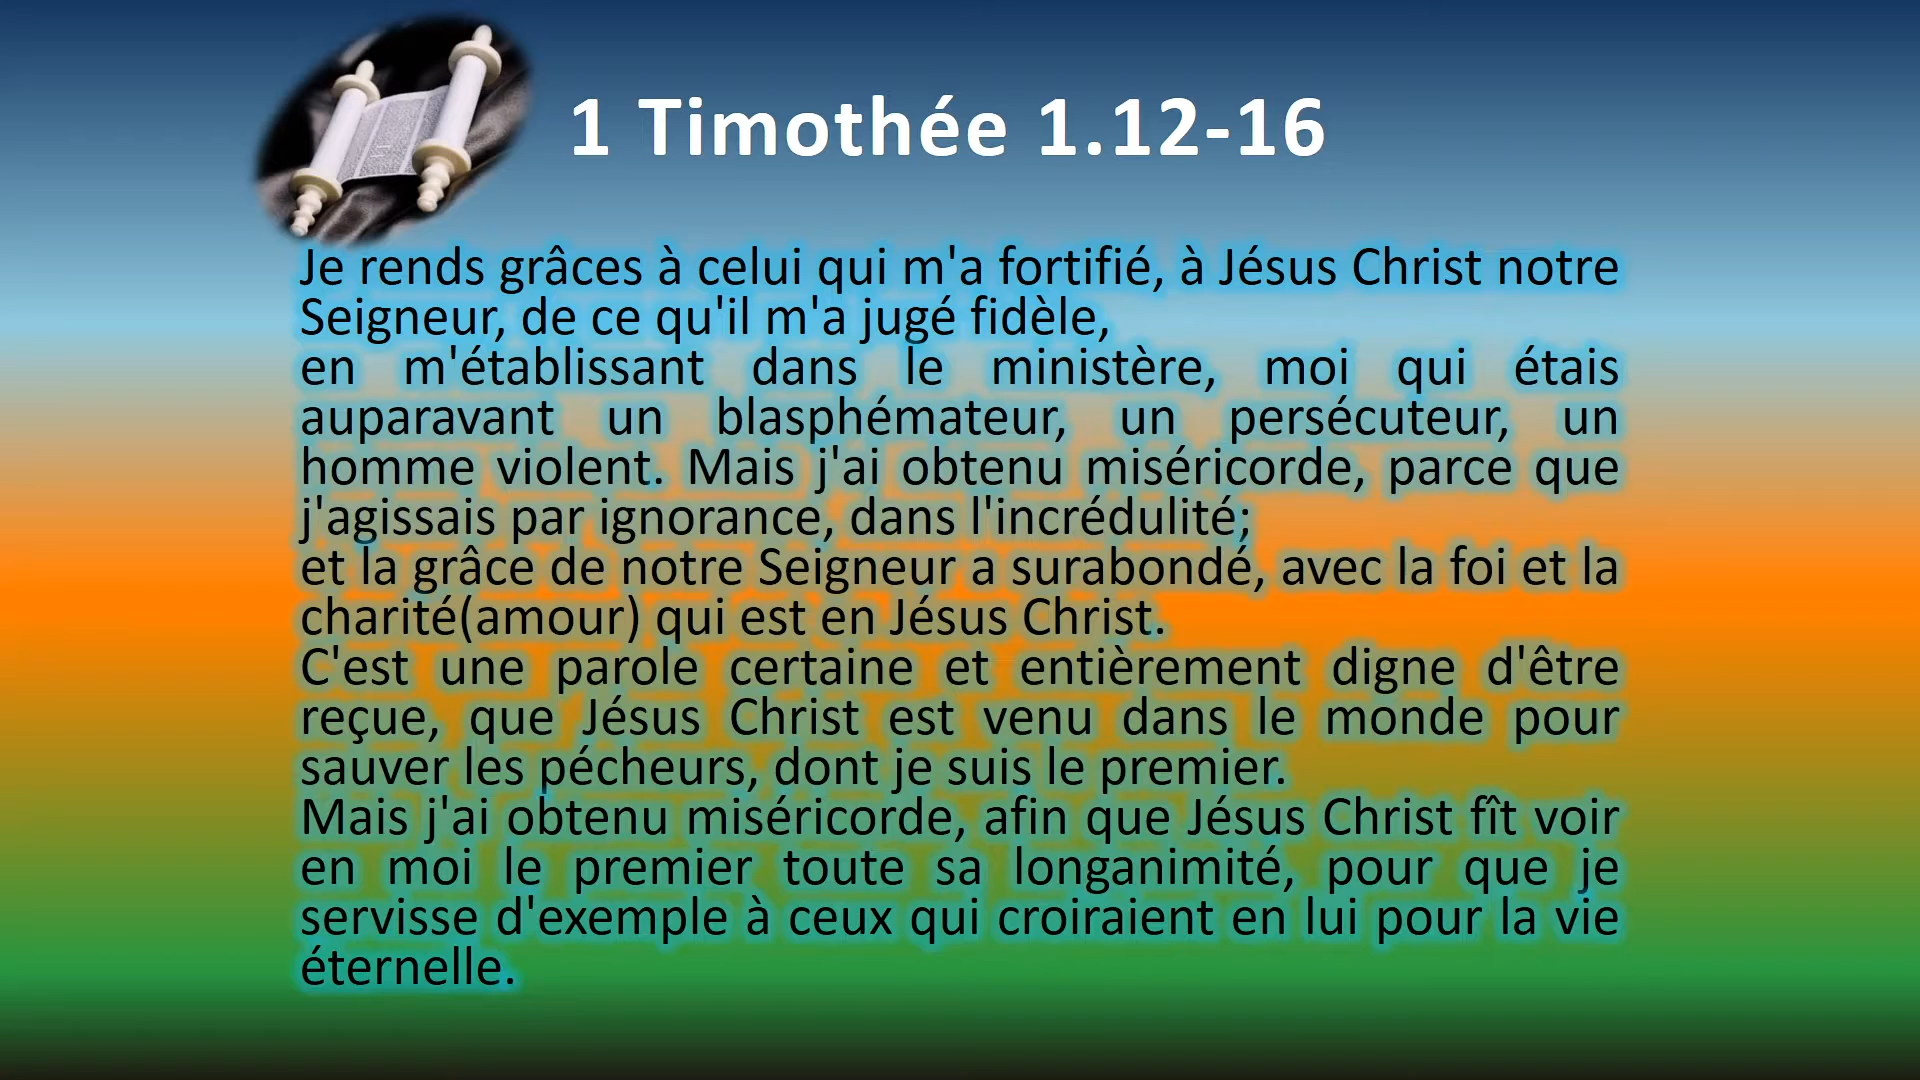 1 Timothée 1.12-16
Je rends grâces à celui qui m'a fortifié, à Jésus Christ notre
Seigneur, de ce qu'il m'a jugé fidèle,
en m'établissant dans le ministère, moi qui étais
auparavant un blasphémateur, un persécuteur, un
homme violent. Mais j'ai obtenu miséricorde, parce que
j'agissais par ignorance, dans l'incrédulité;
et la grâce de notre Seigneur a surabondé, avec la foi et la
charité(amour) qui est en Jésus Christ.
C'est une parole certaine et entièrement digne d'être
reçue, que Jésus Christ est venu dans le monde pour
sauver les pécheurs, dont je suis le premier.
Mais j'ai obtenu miséricorde, afin que Jésus Christ fît voir
en moi le premier toute sa longanimité, pour que je
servisse d'exemple à ceux qui croiraient en lui pour la vie
éternelle.